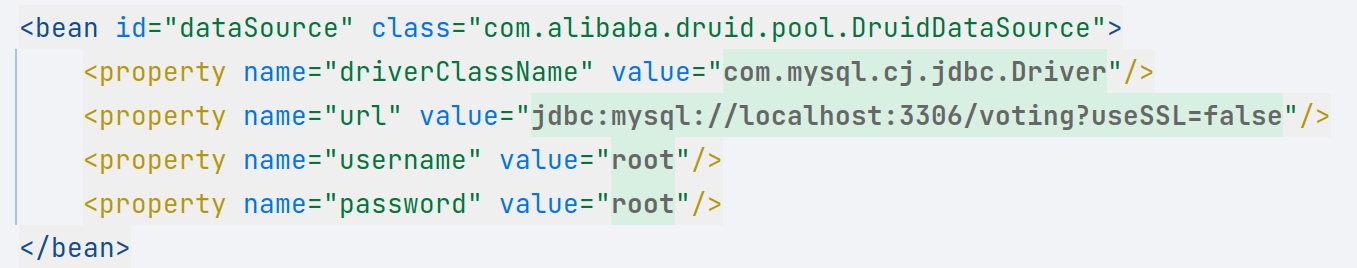 <bean id="dataSource" class="com.alibaba.druid.pool.DruidDataSource">
    <property name="driverClassName" value="com.mysql.cj.jdbc.Driver"/>
    <property name="url" value="jdbc:mysql://localhost:3306/voting?useSSL=false"/>
    <property name="username" value="root"/>
    <property name="password" value="root"/>
</bean>